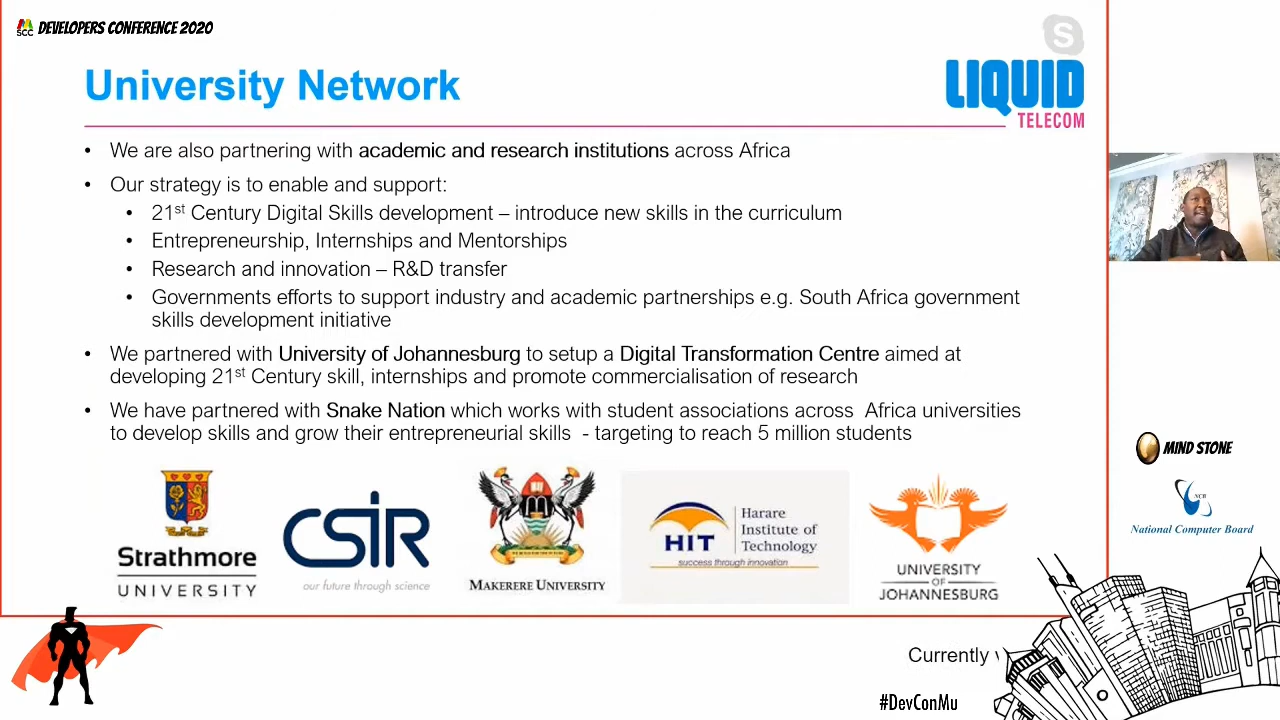 SCC DEVELOPERS CONFERENCE 2020
S
University Network
LIQUID
TELECOM
• We are also partnering with academic and research institutions across Africa
• Our strategy is to enable and support:
• 21st Century Digital Skills development – introduce new skills in the curriculum
• Entrepreneurship, Internships and Mentorships
• Research and innovation – R&D transfer
• Governments efforts to support industry and academic partnerships e.g. South Africa government
skills development initiative
• We partnered with University of Johannesburg to setup a Digital Transformation Centre aimed at
developing 21st Century skill, internships and promote commercialisation of research
• We have partnered with Snake Nation which works with student associations across Africa universities
to develop skills and grow their entrepreneurial skills - targeting to reach 5 million students
Strathmore
UNIVERSITY
CSIR
our future through science
MAKERERE UNIVERSITY
HIT
Harare
Institute of
Technology
success through innovation
UNIVERSITY
OF
JOHANNESBURG
MIND STONE
NCB
National Computer Board
Currently
#DevConMu